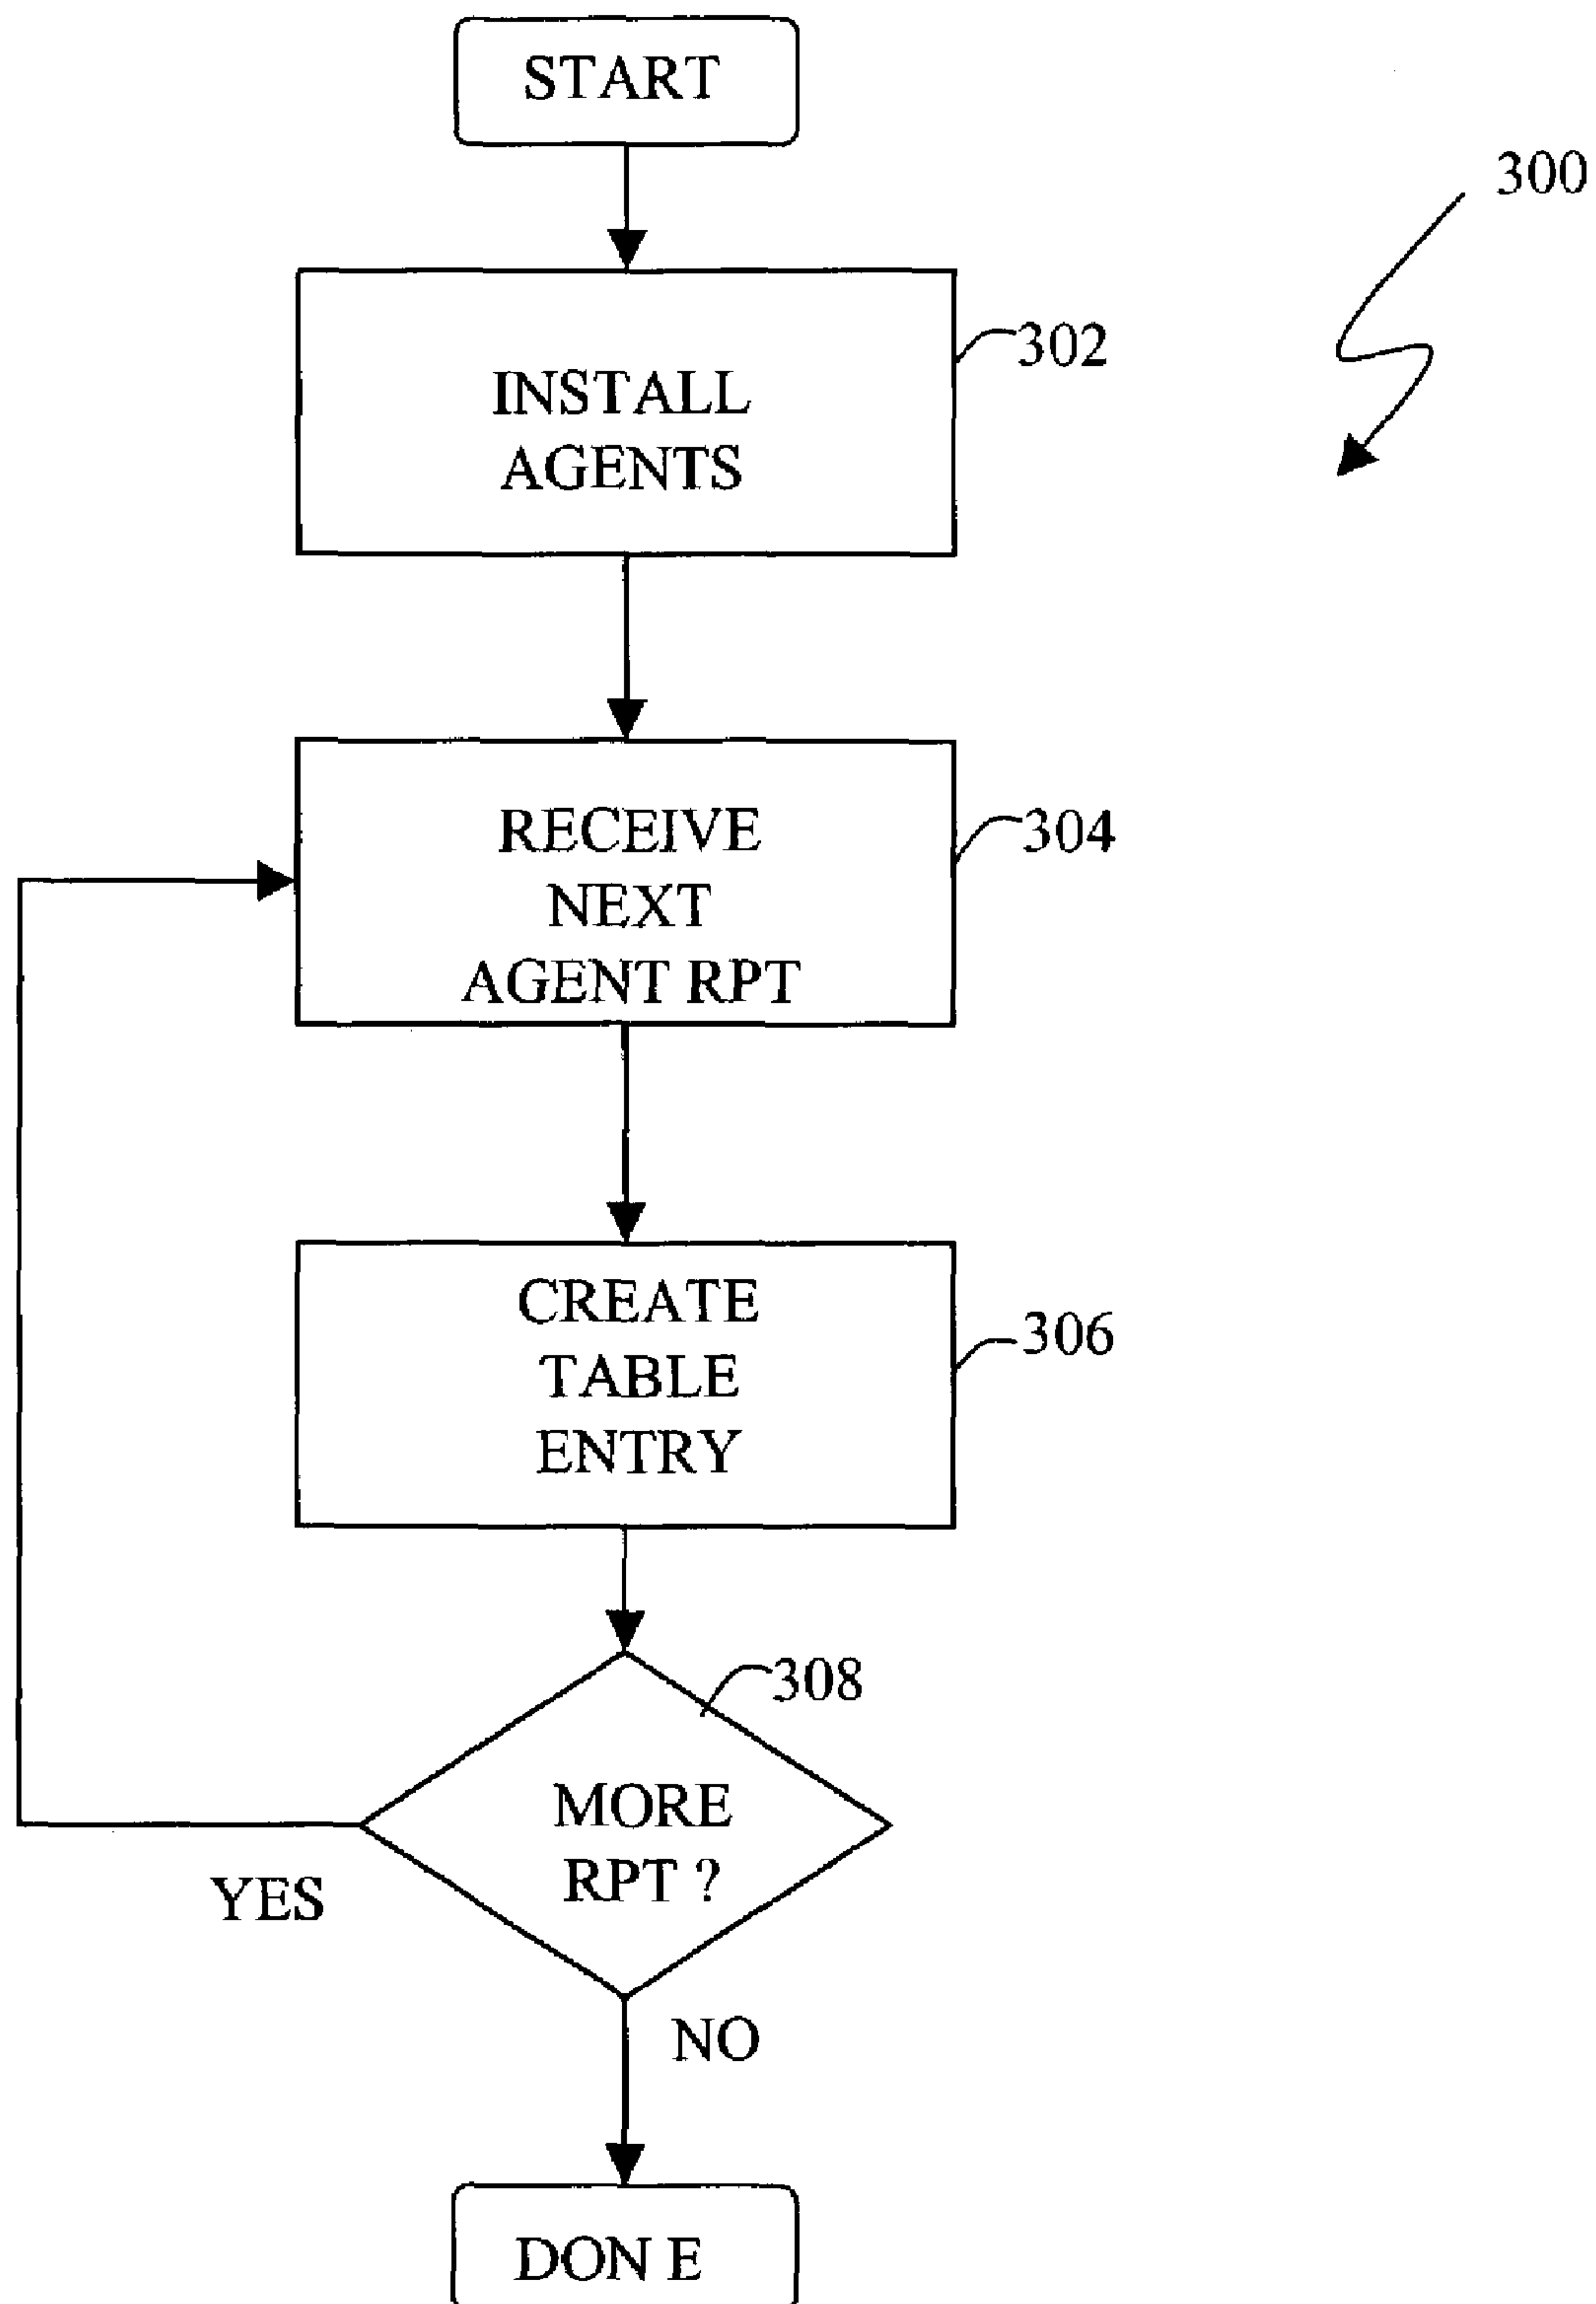 START
300
302
INSTALL
AGENTS
304
RECEIVE
NEXT
AGENT RPT
306
CREATE
TABLE
ENTRY
308
MORE
RPT ?
YES
NO
DON E